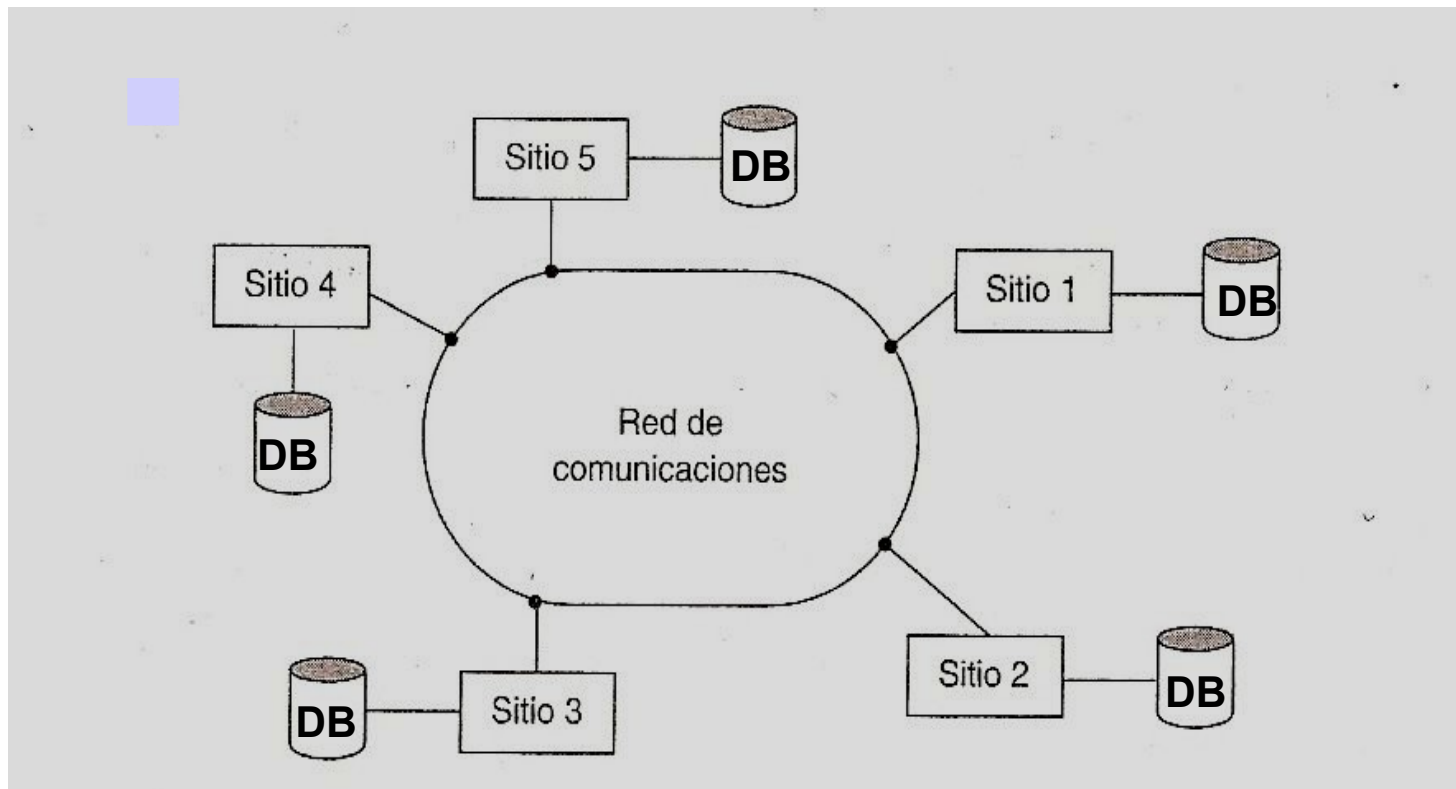 Sitio 5
DB
Sitio 4
DB
Sitio 1
DB
Red de
comunicaciones
Sitio 3
DB
Sitio 2
DB